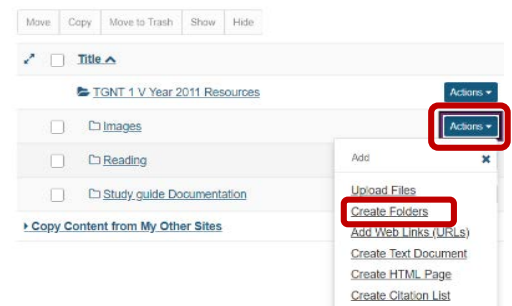 Move Copy Move to Trash Show Hide
Title
TGNT 1 V Year 2011 Resources Actions
Images Actions
Reading Add
Study guide Documentation Upload Files
Create Folders
Copy Content from My Other Sites Add Web Links (URLs)
Create Text Document
Create HTML Page
Create Citation List